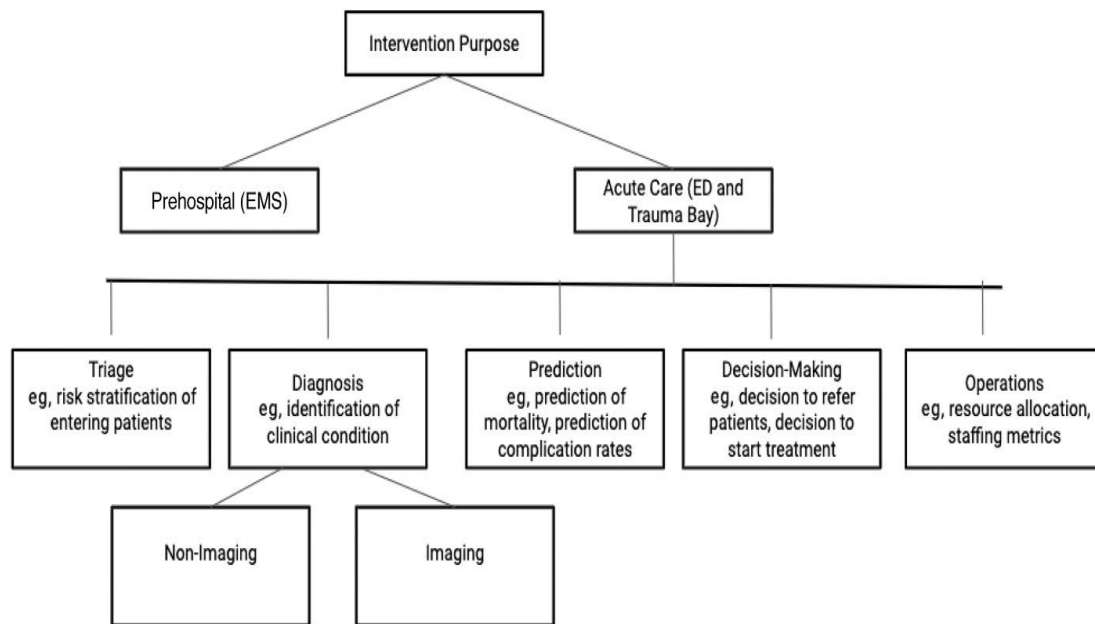 Intervention Purpose
Prehospital (EMS)
Acute Care (ED and
Trauma Bay)
Triage
eg, risk stratification of
entering patients
Diagnosis
eg, identification of
clinical condition
Prediction
eg, prediction of
mortality, prediction of
complication rates
Decision-Making
eg, decision to refer
patients, decision to
start treatment
Operations
eg, resource allocation,
staffing metrics
Non-Imaging
Imaging